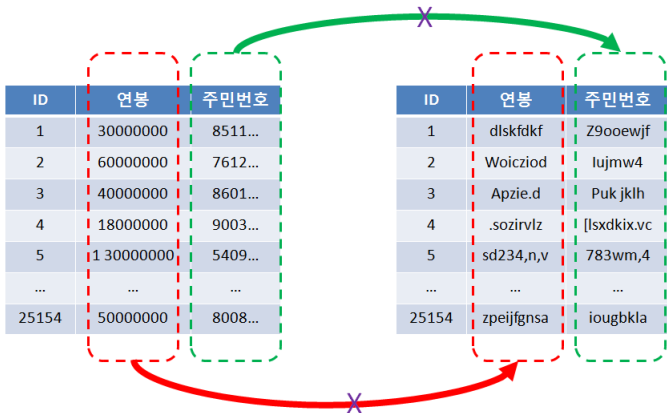 X
ID 연봉 주민번호 ID 연봉 주민번호
1 30000000 8511... 1 dlskfdkf Z9ooewjf
2 60000000 7612... 2 Woicziod Iujmw4
3 40000000 8601... 3 Apzie.d Puk jklh
4 18000000 9003... 4 .sozirvlz [lsxdkix.vc
5 1 30000000 5409... 5 sd234,n,v 783wm,4
... ... ... ... ... ...
25154 50000000 8008... 25154 zpeijfgnsa iougbkla
X